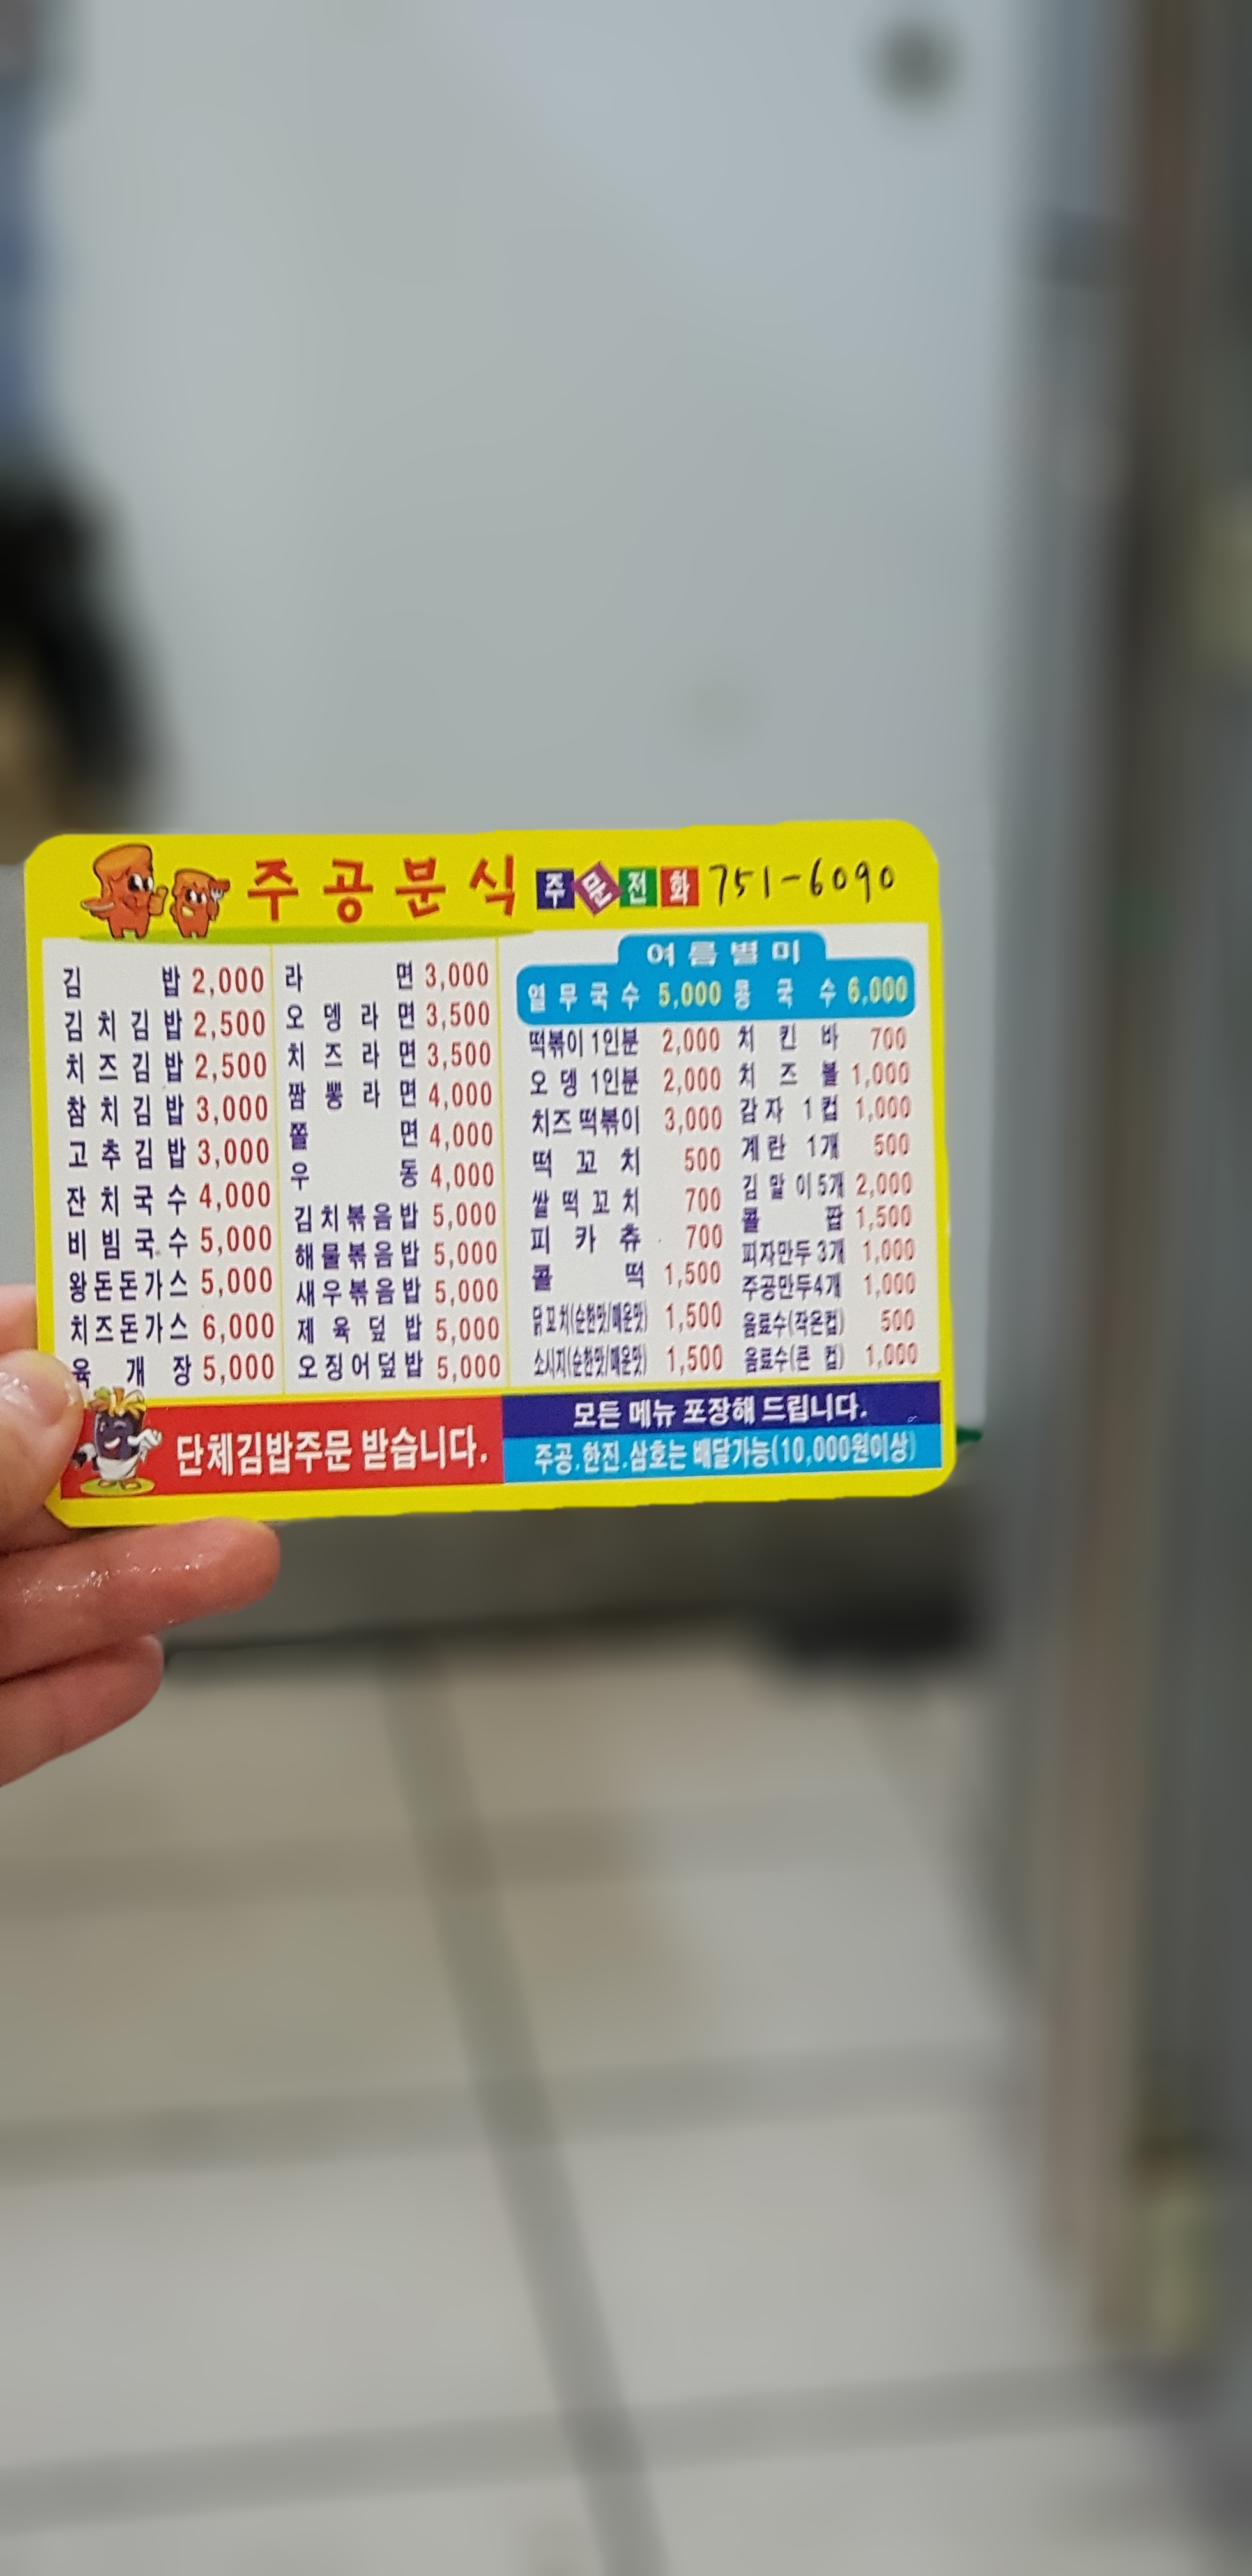 주공분식 주문전화 751-6090
김밥 2,000
김치김밥 2,500
치즈김밥 2,500
참치김밥 3,000
고추김밥 3,000
잔치국수 4,000
비빔국수 5,000
왕돈돈가스 5,000
치즈돈가스 6,000
육개장 5,000
라면 3,000
오뎅라면 3,500
치즈라면 3,500
짬뽕라면 4,000
쫄면 4,000
우동 4,000
김치볶음밥 5,000
해물볶음밥 5,000
새우볶음밥 5,000
제육덮밥 5,000
오징어덮밥 5,000
여름별미
열무국수 5,000 콩국수 6,000
떡볶이 1인분 2,000
오뎅 1인분 2,000
치즈떡볶이 3,000
떡꼬치 500
쌀떡꼬치 700
피카츄 700
콜떡 1,500
닭꼬치(순한맛/매운맛) 1,500
소시지(순한맛/매운맛) 1,500
치킨바 700
치즈볼 1,000
감자 1컵 1,000
계란 1개 500
김말이5개 2,000
콜팝 1,500
피자만두3개 1,000
주공만두4개 1,000
음료수(작은컵) 500
음료수(큰 컵) 1,000
단체김밥주문 받습니다.
모든 메뉴 포장해 드립니다.
주공.한진.삼호는 배달가능(10,000원이상)